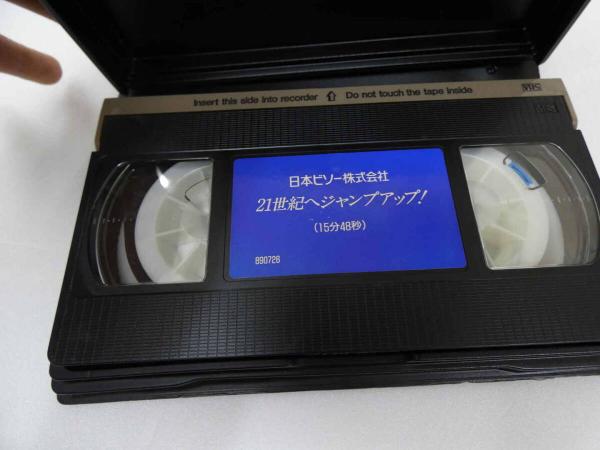 Insert this side into recorder ⇧ Do not touch the tape inside VHS
日本ビソー株式会社
21世紀へジャンプアップ!
(15分48秒)
890728